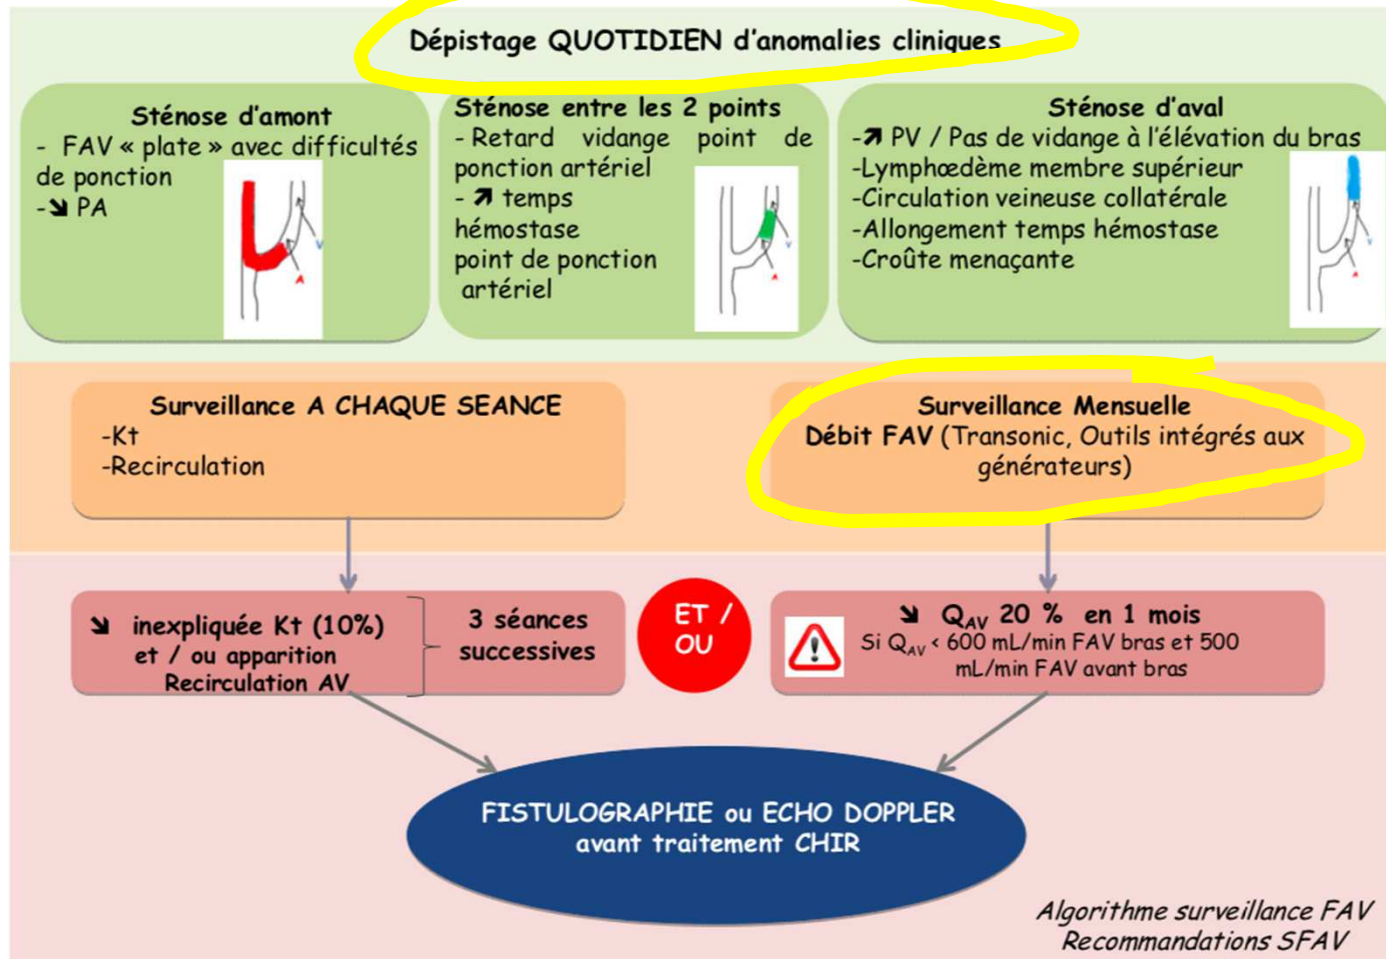 Dépistage QUOTIDIEN d'anomalies cliniques
Sténose d'amont
- FAV « plate » avec difficultés
de ponction
-↘ PA
A
V
Sténose entre les 2 points
- Retard vidange point de
ponction artériel
- ↗ temps
hémostase
point de ponction
artériel
A
V
Sténose d'aval
-↗ PV / Pas de vidange à l'élévation du bras
-Lymphœdème membre supérieur
-Circulation veineuse collatérale
-Allongement temps hémostase
-Croûte menaçante
A
V
Surveillance A CHAQUE SEANCE
-Kt
-Recirculation
Surveillance Mensuelle
Débit FAV (Transonic, Outils intégrés aux
générateurs)
↘ inexpliquée Kt (10%)
et / ou apparition
Recirculation AV
3 séances
successives
ET /
OU
↘ QAV 20 % en 1 mois
Si QAV < 600 mL/min FAV bras et 500
mL/min FAV avant bras
FISTULOGRAPHIE ou ECHO DOPPLER
avant traitement CHIR
Algorithme surveillance FAV
Recommandations SFAV